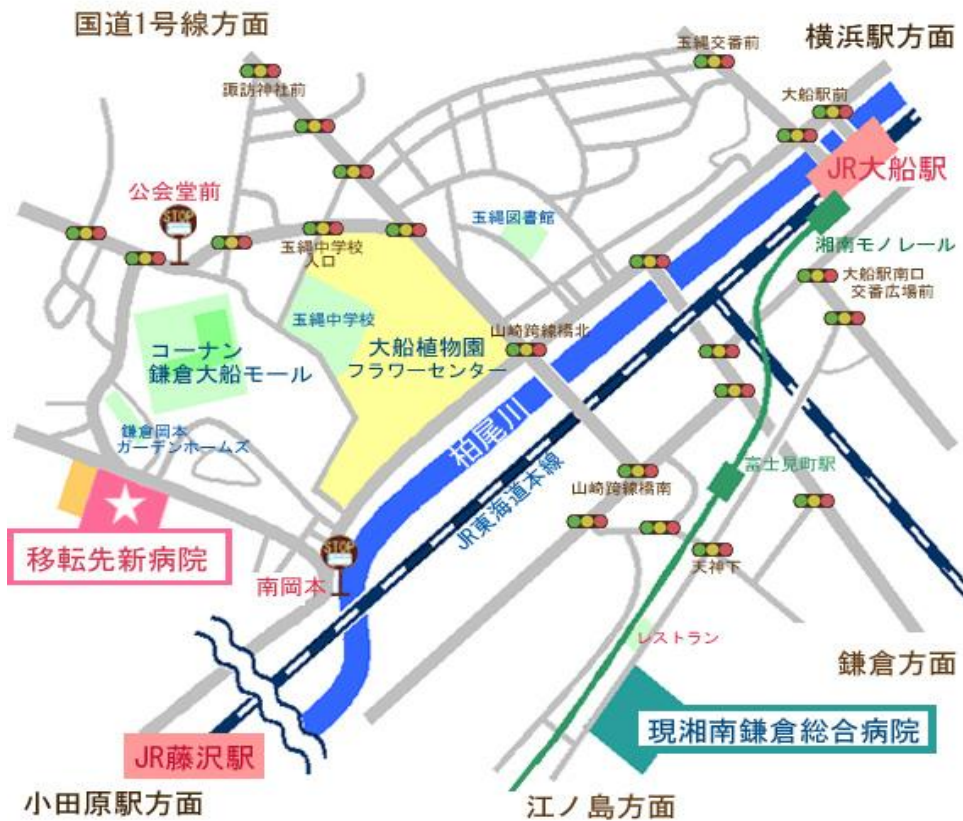 国道1号線方面
玉縄交番前
横浜駅方面
諏訪神社前
大船駅前
JR大船駅
公会堂前
STOP
玉縄図書館
玉縄中学校
入口
湘南モノレール
大船駅南口
交番広場前
玉縄中学校
山崎跨線橋北
コーナン
鎌倉大船モール
大船植物園
フラワーセンター
柏尾川
鎌倉岡本
ガーデンホームズ
JR東海道本線
富士見町駅
山崎跨線橋南
移転先新病院
STOP
南岡本
天神下
レストラン
鎌倉方面
現湘南鎌倉総合病院
JR藤沢駅
小田原駅方面
江ノ島方面